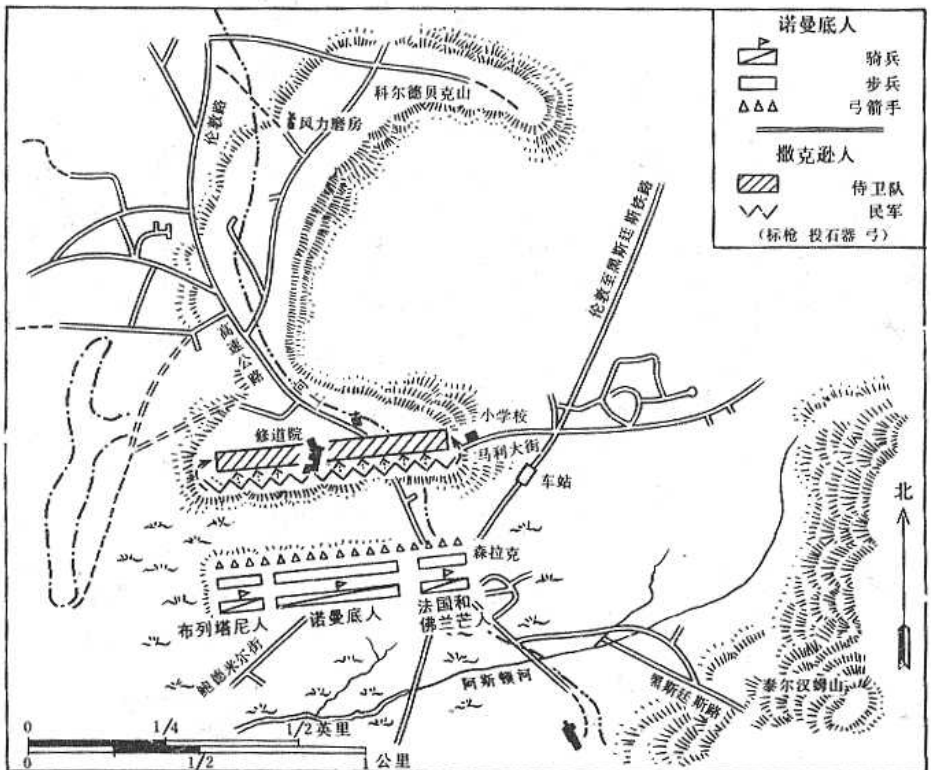 诺曼底人
骑兵
步兵
弓箭手
撒克逊人
侍卫队
民军
(标枪 投石器 弓)
科尔德贝克山
风力磨房
伦敦路
伦敦至黑斯廷斯铁路
高速公路
小学校
修道院
马利大街
车站
北
森拉克
布列塔尼人
诺曼底人
法国和
佛兰芒人
鲍德米尔街
阿斯顿河
黑斯廷斯路
泰尔汉姆山
0 1/4 1/2英里
0 1/2 1公里